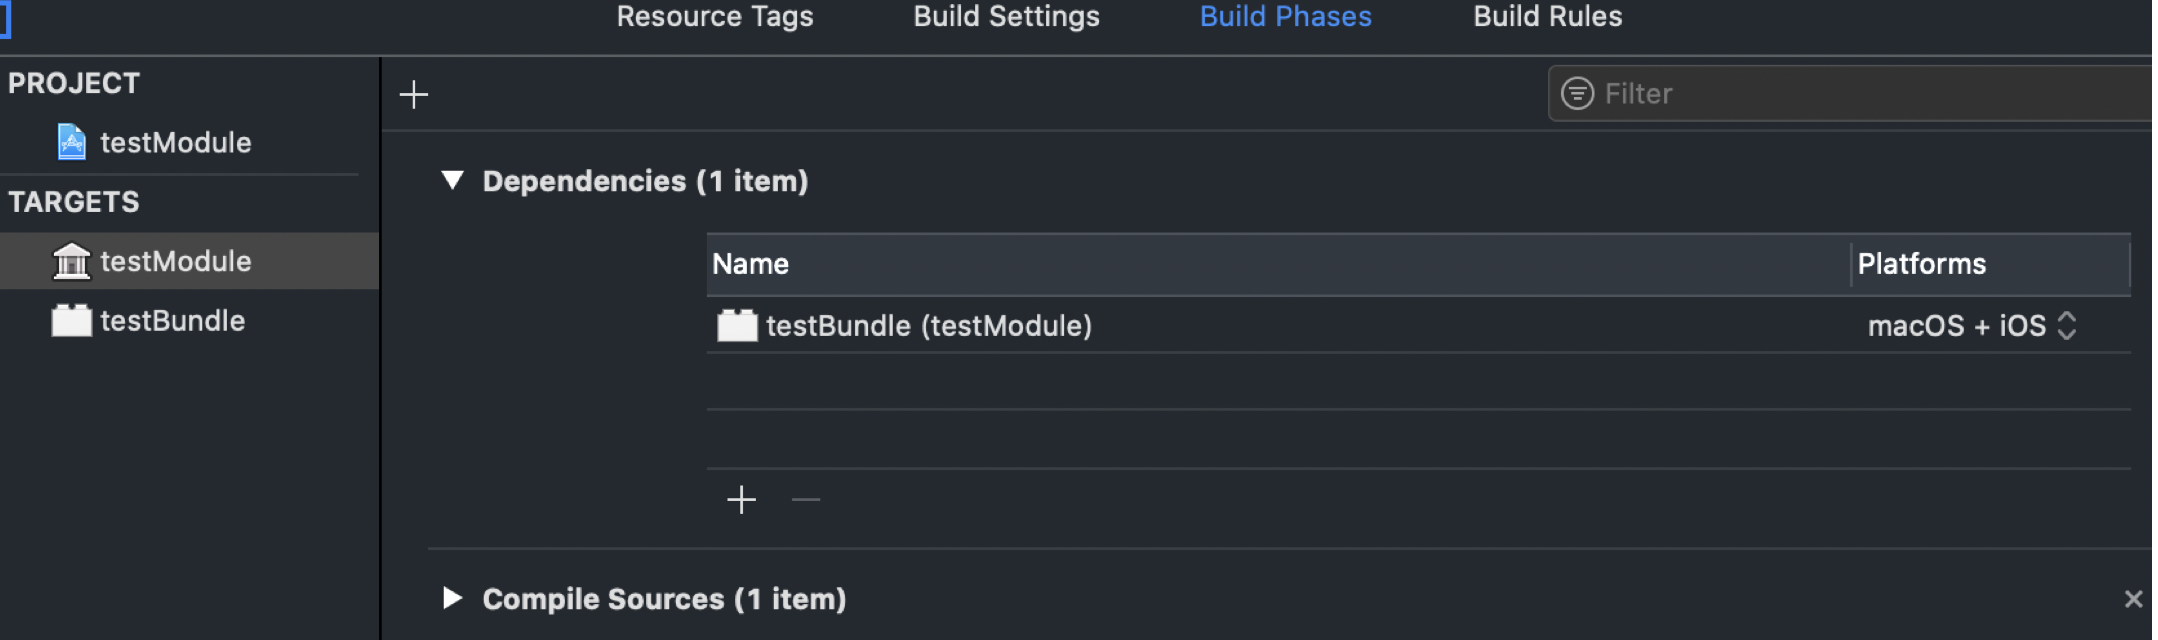 Resource Tags Build Settings Build Phases Build Rules
PROJECT
testModule
TARGETS
testModule
testBundle
Filter
Dependencies (1 item)
Name Platforms
testBundle (testModule) macOS + iOS
Compile Sources (1 item)